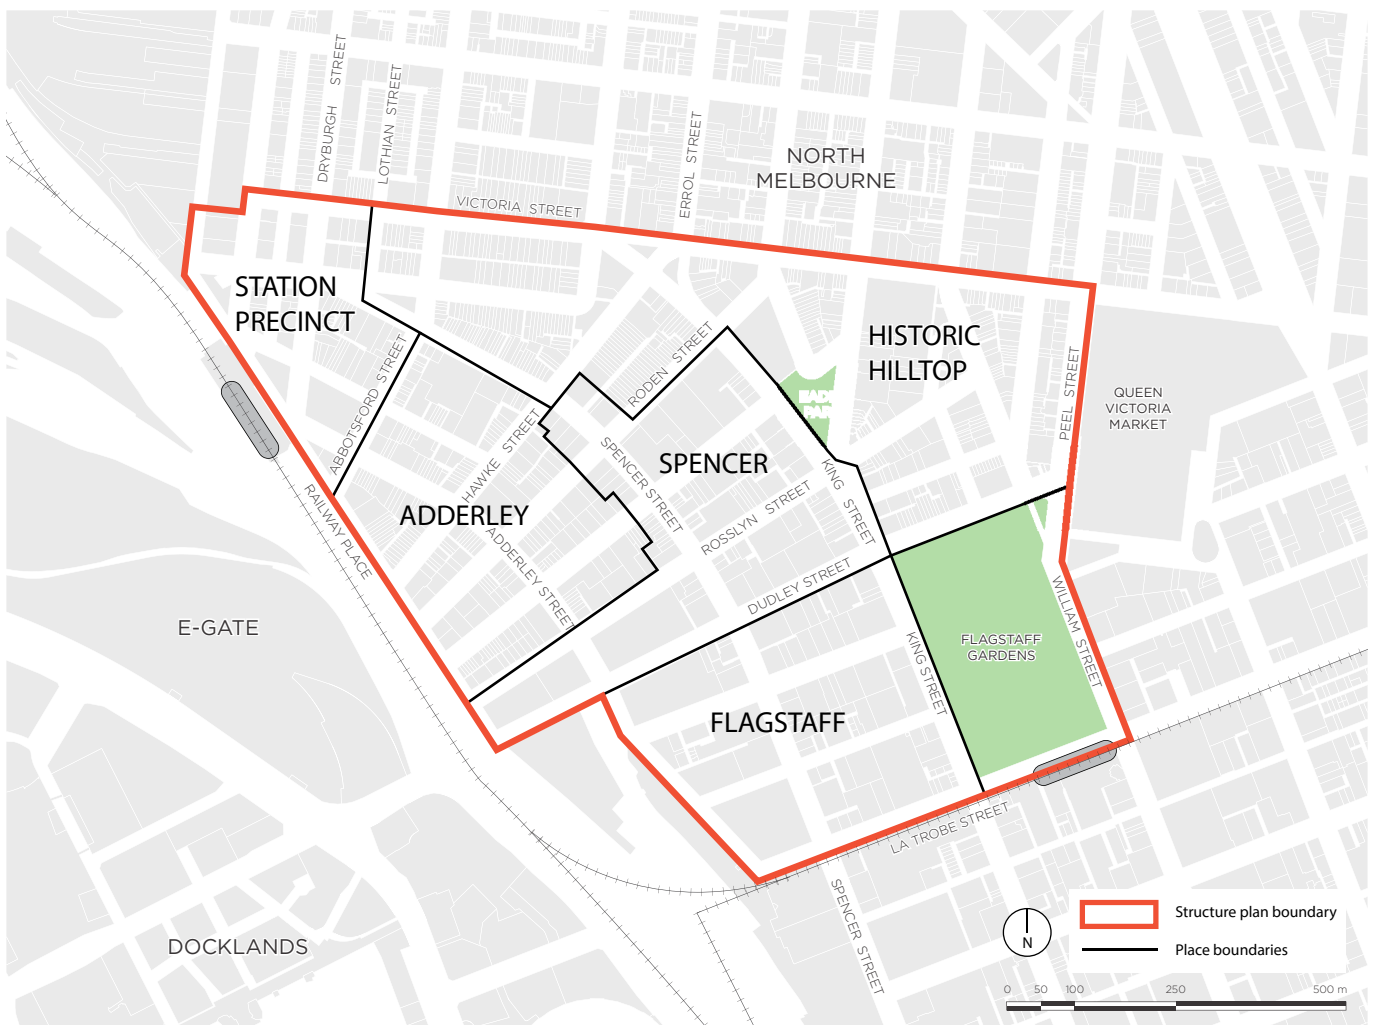 DRYBURGH STREET
LOTHIAN STREET
ERROL STREET
NORTH
MELBOURNE
VICTORIA STREET
STATION
PRECINCT
HISTORIC
HILLTOP
RODEN STREET
ABBOTSFORD STREET
PEEL STREET
QUEEN
VICTORIA
MARKET
HAWKE STREET
SPENCER STREET
SPENCER
KING STREET
ROSSLYN STREET
ADDERLEY
RAILWAY PLACE
ADDERLEY STREET
DUDLEY STREET
WILLIAM STREET
E-GATE
FLAGSTAFF
GARDENS
KING STREET
FLAGSTAFF
LA TROBE STREET
SPENCER STREET
DOCKLANDS
N
Structure plan boundary
Place boundaries
0 50 100 250 500 m